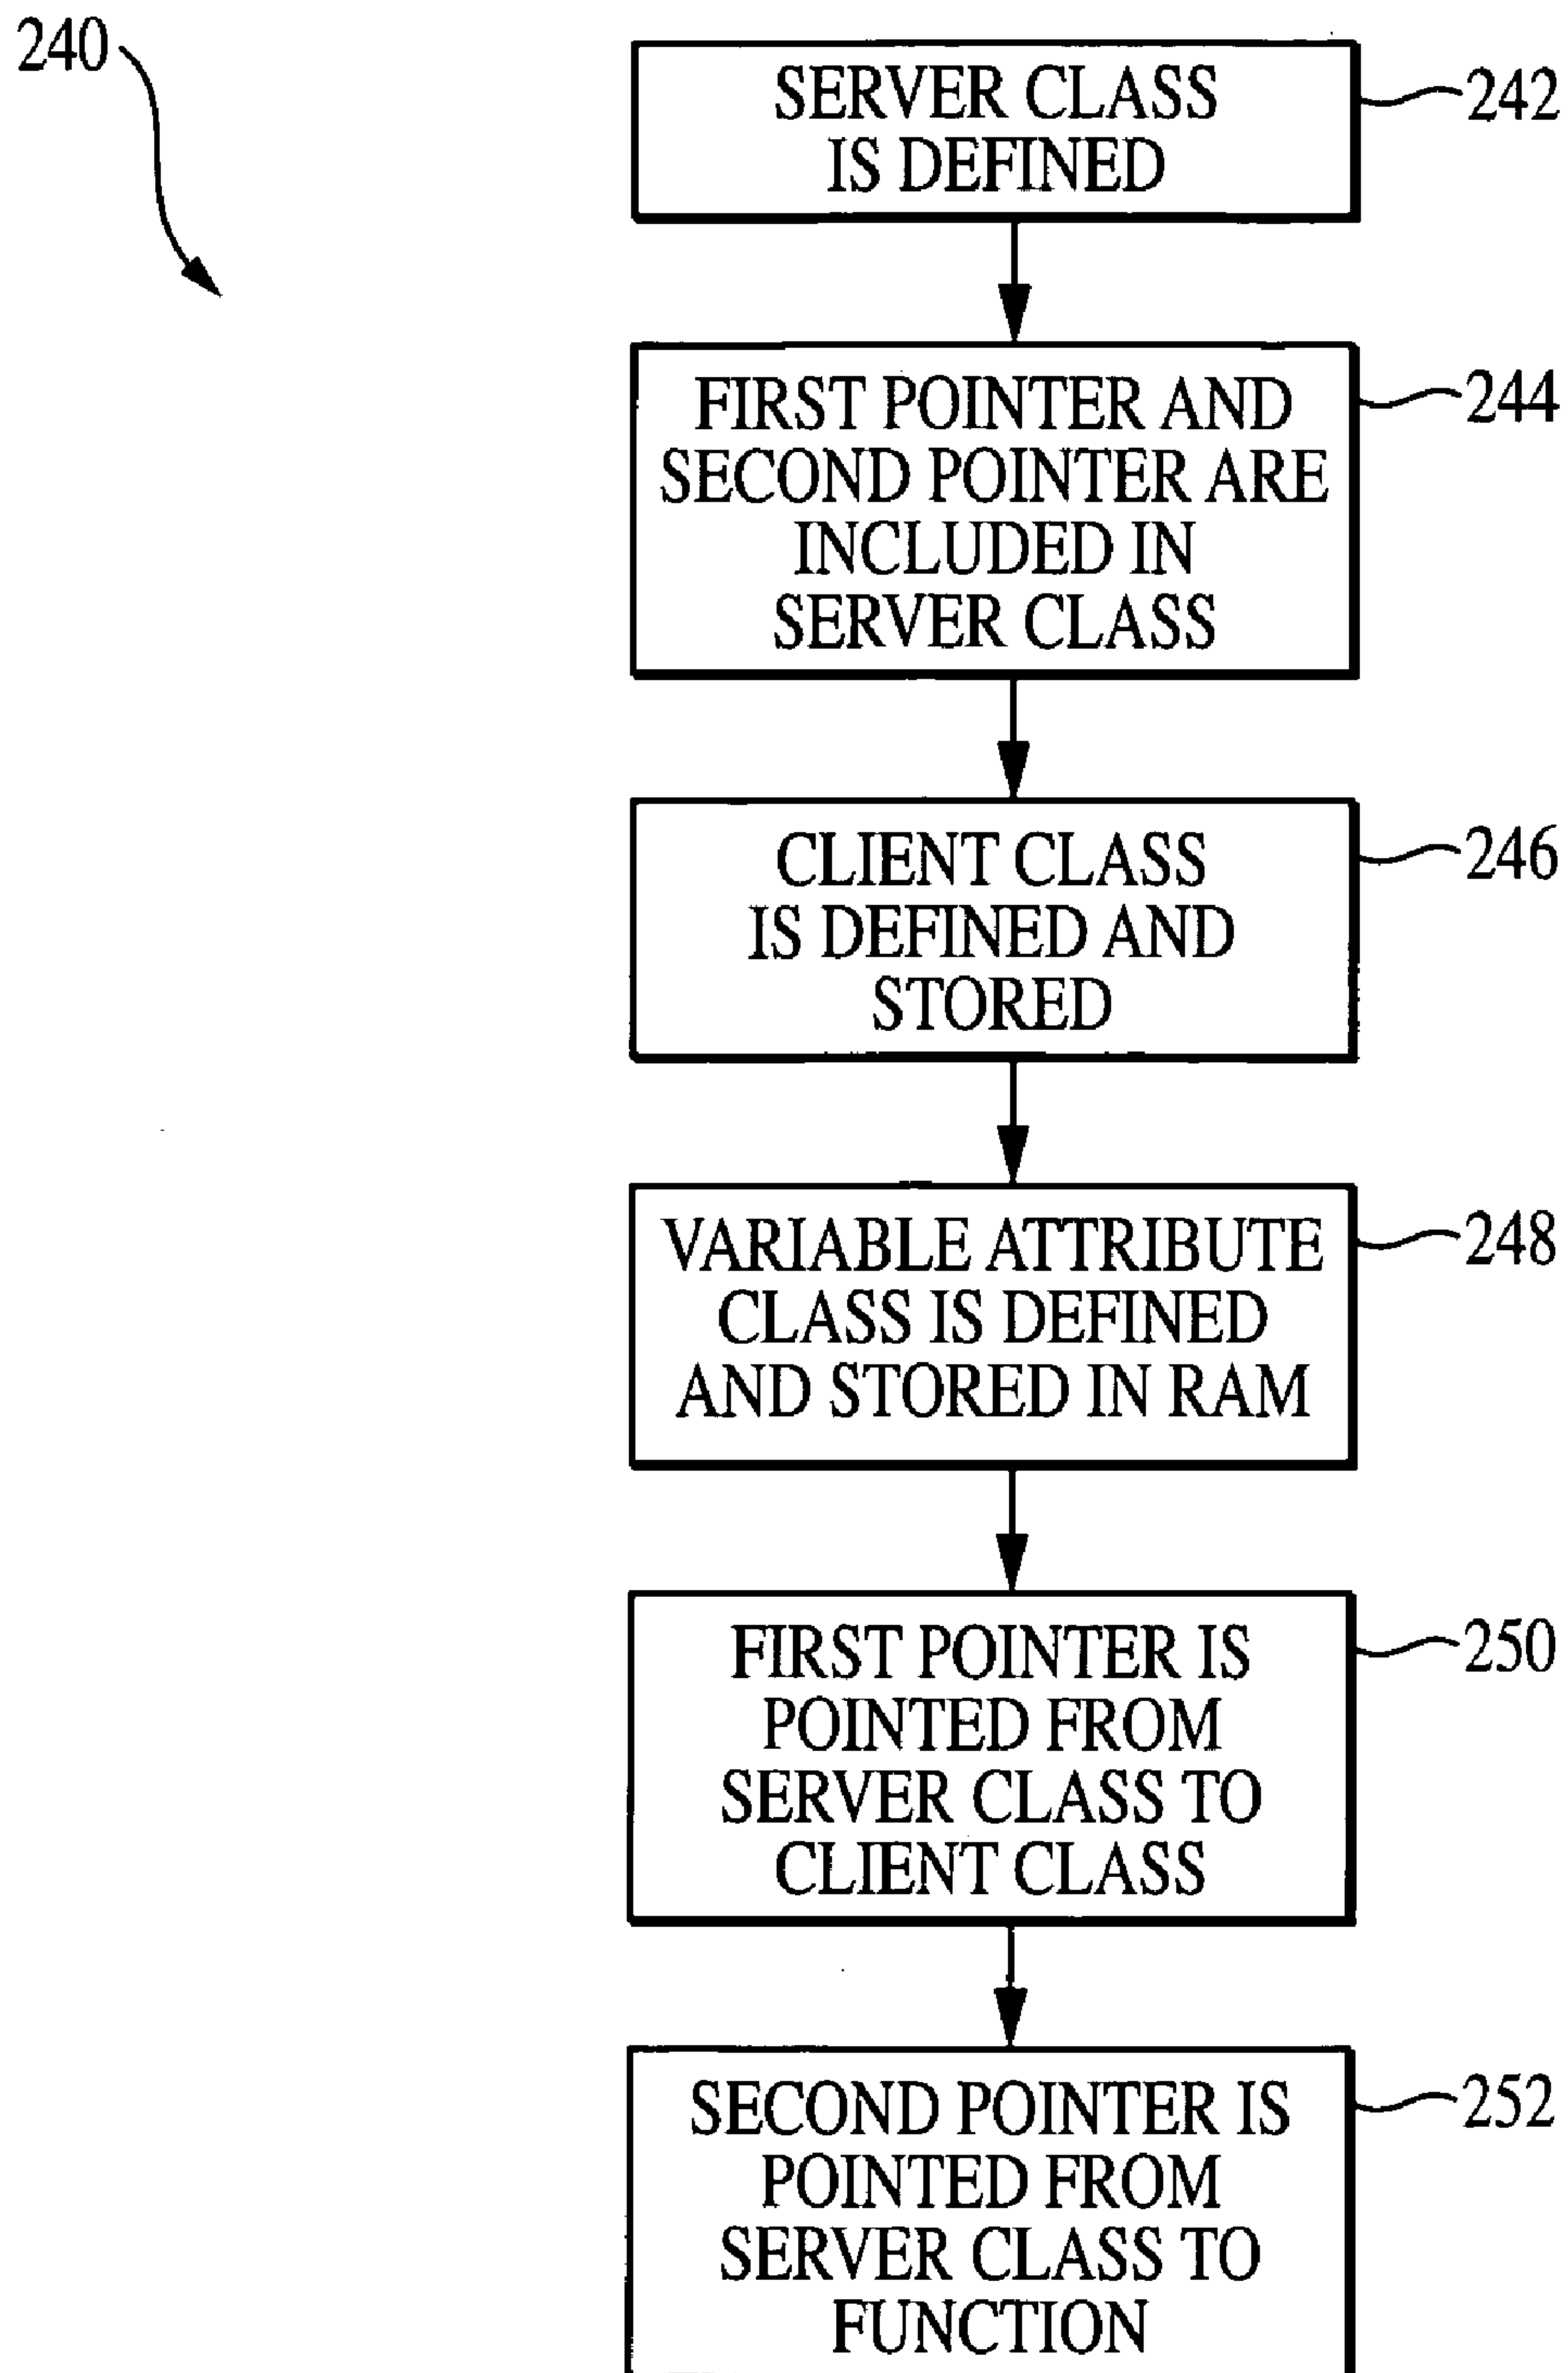 240
SERVER CLASS
IS DEFINED
242
FIRST POINTER AND
SECOND POINTER ARE
INCLUDED IN
SERVER CLASS
244
CLIENT CLASS
IS DEFINED AND
STORED
246
VARIABLE ATTRIBUTE
CLASS IS DEFINED
AND STORED IN RAM
248
FIRST POINTER IS
POINTED FROM
SERVER CLASS TO
CLIENT CLASS
250
SECOND POINTER IS
POINTED FROM
SERVER CLASS TO
FUNCTION
252